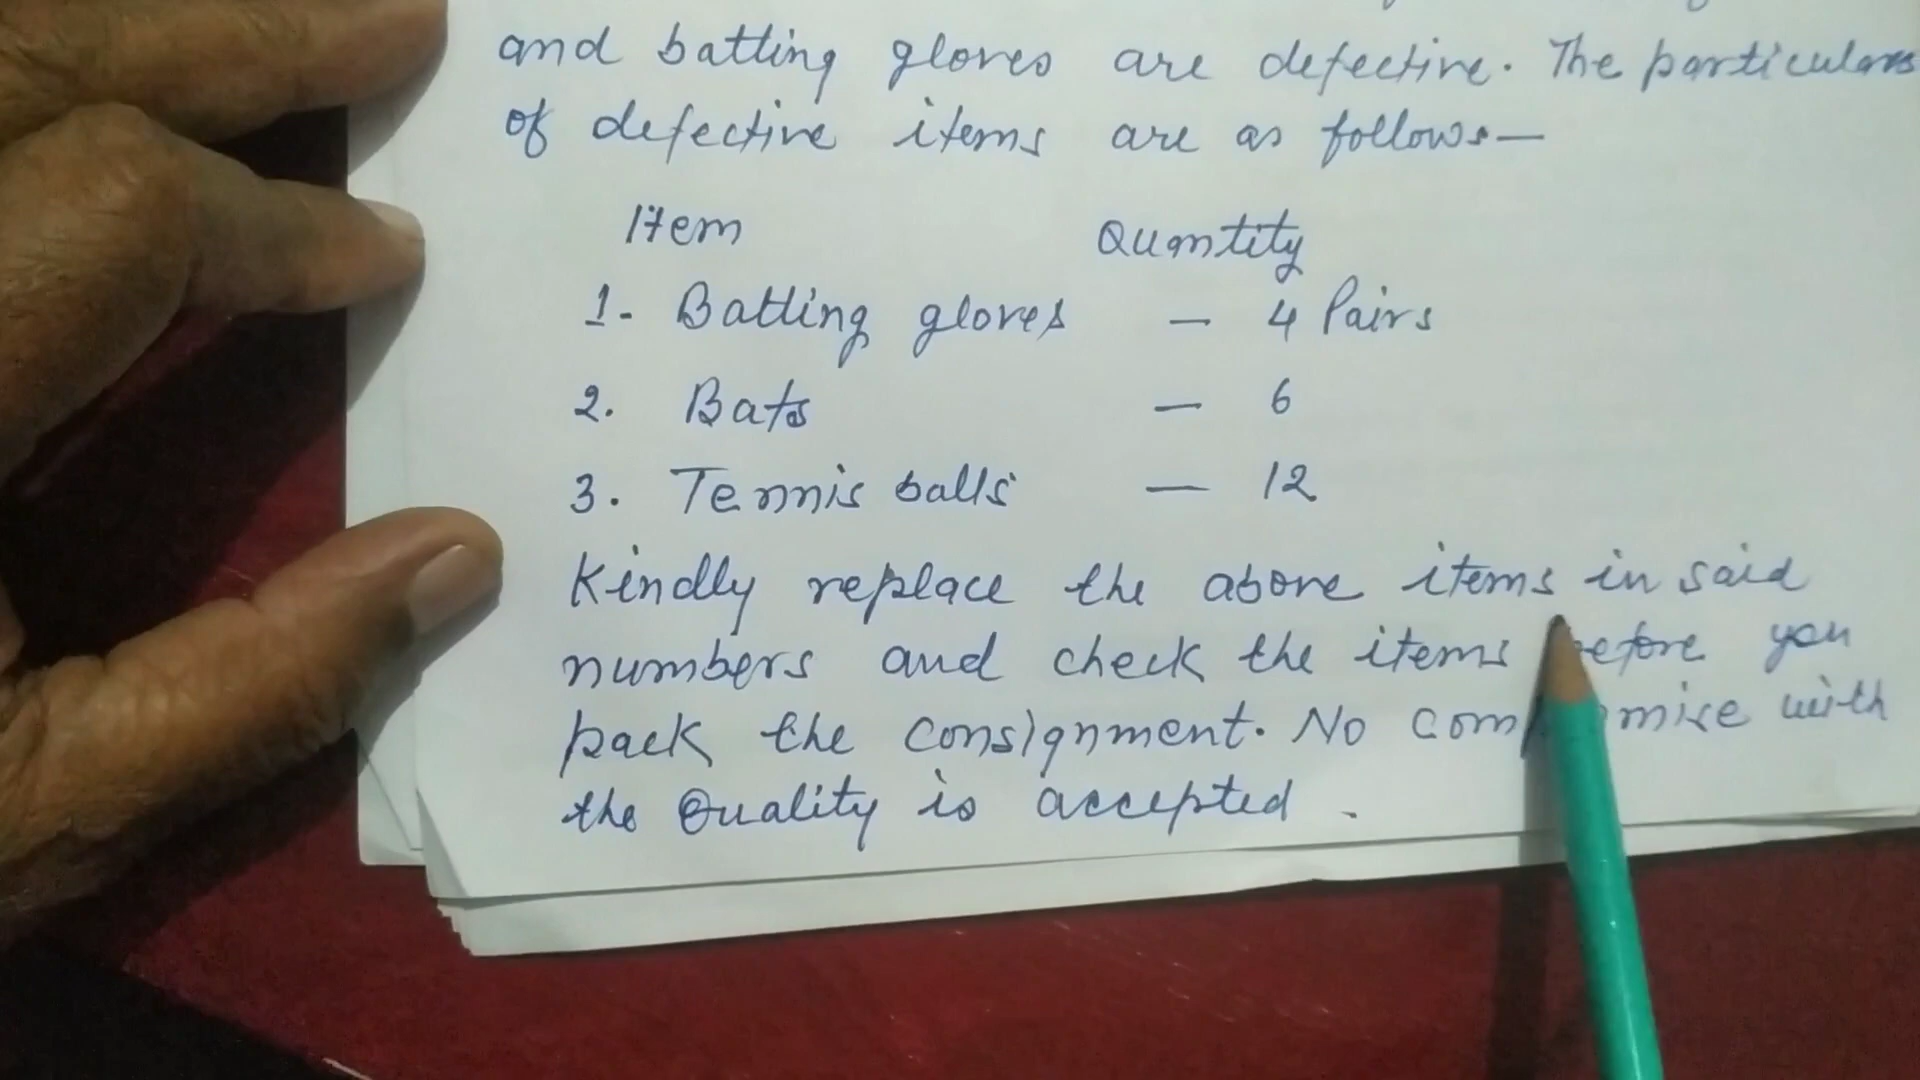 and batting gloves are defective. The particulars
of defective items are as follows—
Item Quantity
1- Batting gloves — 4 Pairs
2. Bats — 6
3. Tennis balls — 12
Kindly replace the above items in said
numbers and check the items before you
pack the consignment. No compromise with
the Quality is accepted.